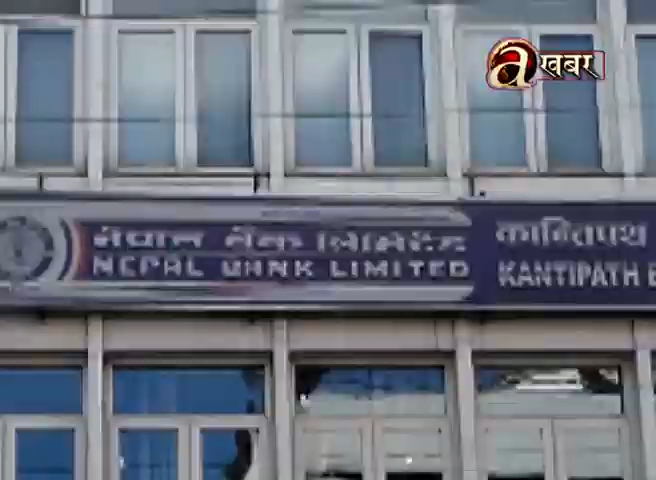 a खबर
नेपाल बैंक लिमिटेड
NEPAL BANK LIMITED
कान्तिपथ
KANTIPATH B